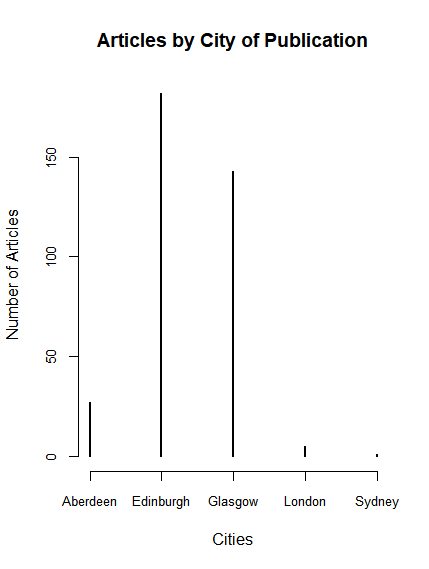 Articles by City of Publication
Number of Articles
150
100
50
0
Aberdeen Edinburgh Glasgow London Sydney
Cities